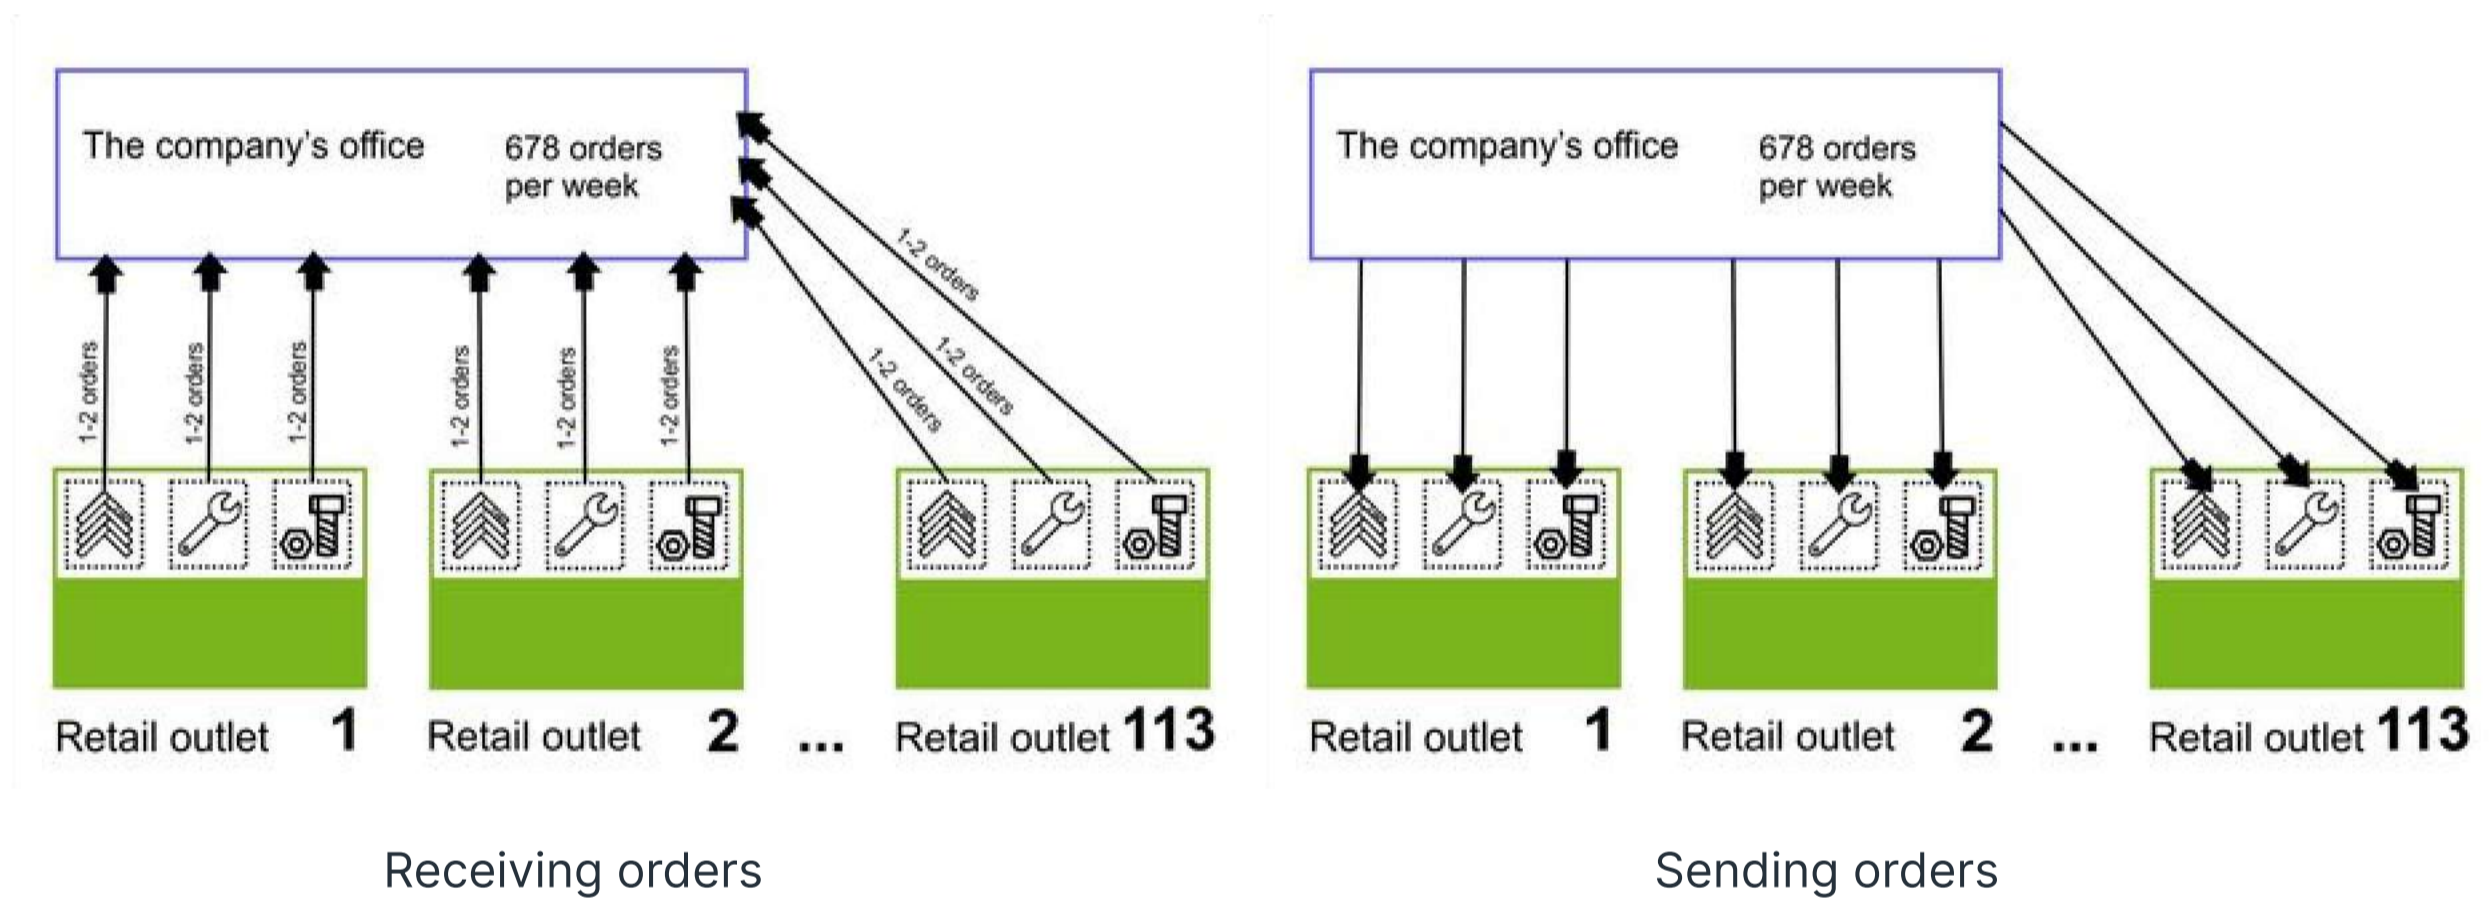 The company's office
678 orders
per week
1-2 orders
1-2 orders
1-2 orders
1-2 orders
1-2 orders
1-2 orders
1-2 orders
1-2 orders
1-2 orders
Retail outlet 1
Retail outlet 2
...
Retail outlet 113
Receiving orders
The company's office
678 orders
per week
Retail outlet 1
Retail outlet 2
...
Retail outlet 113
Sending orders